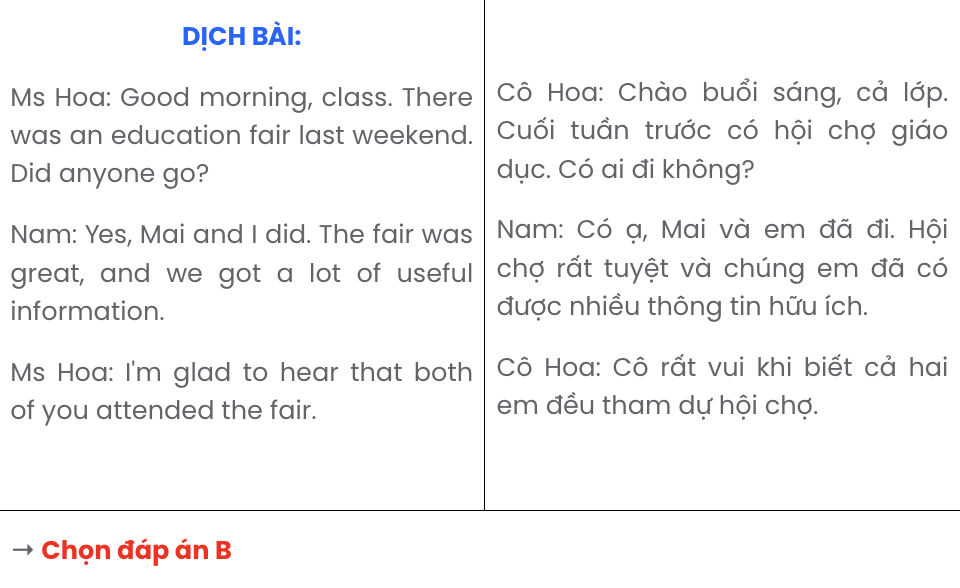 DỊCH BÀI:
Ms Hoa: Good morning, class. There
was an education fair last weekend.
Did anyone go?
Nam: Yes, Mai and I did. The fair was
great, and we got a lot of useful
information.
Ms Hoa: I'm glad to hear that both
of you attended the fair.
Cô Hoa: Chào buổi sáng, cả lớp.
Cuối tuần trước có hội chợ giáo
dục. Có ai đi không?
Nam: Có ạ, Mai và em đã đi. Hội
chợ rất tuyệt và chúng em đã có
được nhiều thông tin hữu ích.
Cô Hoa: Cô rất vui khi biết cả hai
em đều tham dự hội chợ.
→ Chọn đáp án B